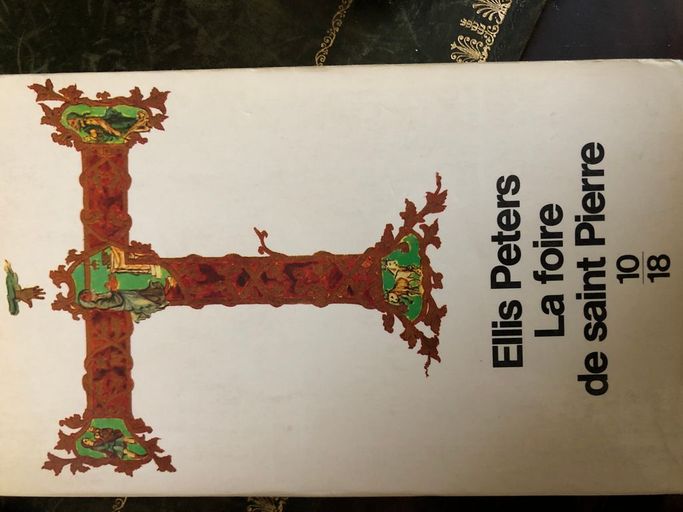 Ellis Peters
La foire
de saint Pierre
10
18